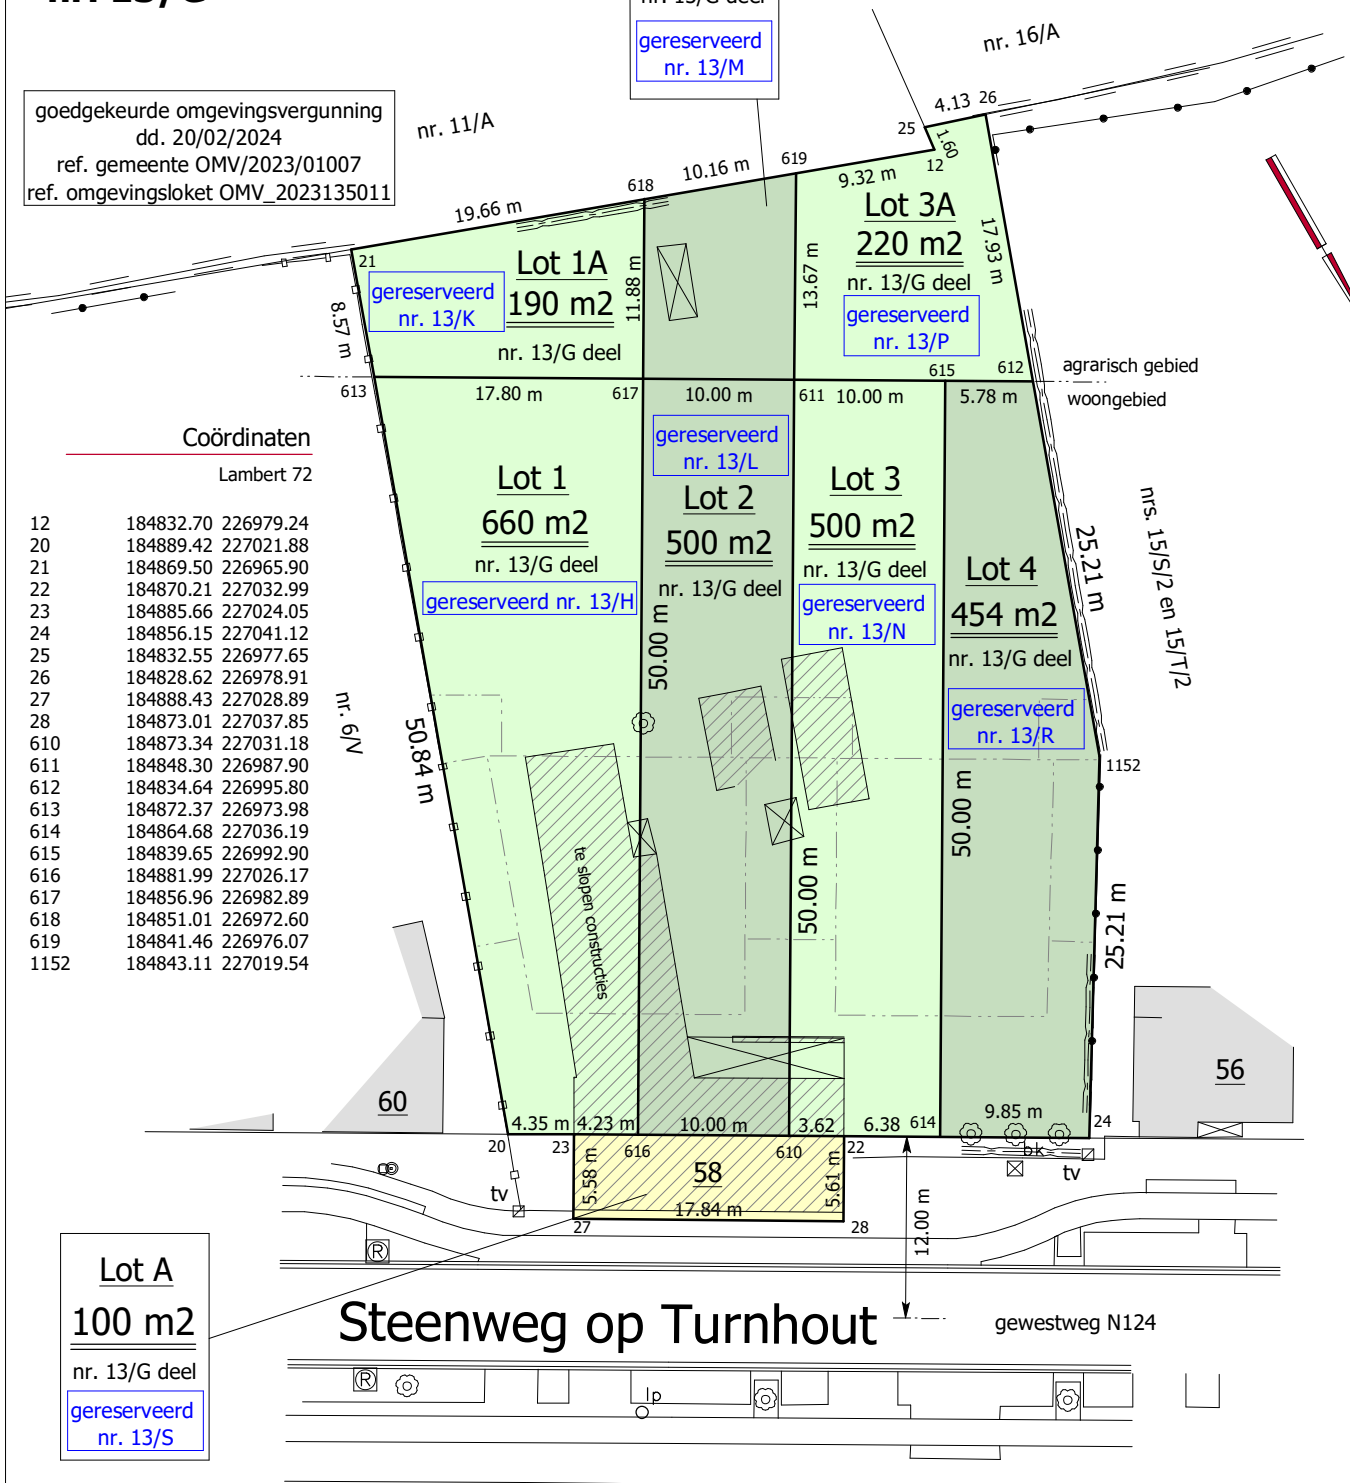 gereserveerd
nr. 13/M
nr. 16/A
goedgekeurde omgevingsvergunning
dd. 20/02/2024
ref. gemeente OMV/2023/01007
ref. omgevingsloket OMV_2023135011
nr. 11/A
4.13
26
25
1.60
12
619
10.16 m
9.32 m
618
19.66 m
Lot 3A
220 m2
nr. 13/G deel
gereserveerd
nr. 13/P
17.93 m
13.67 m
21
Lot 1A
190 m2
nr. 13/G deel
gereserveerd
nr. 13/K
11.88 m
8.57 m
613
17.80 m
617
10.00 m
611
10.00 m
615
612
5.78 m
agrarisch gebied
woongebied
Coördinaten
Lambert 72
12 184832.70 226979.24
20 184889.42 227021.88
21 184869.50 226965.90
22 184870.21 227032.99
23 184885.66 227024.05
24 184856.15 227041.12
25 184832.55 226977.65
26 184828.62 226978.91
27 184888.43 227028.89
28 184873.01 227037.85
610 184873.34 227031.18
611 184848.30 226987.90
612 184834.64 226995.80
613 184872.37 226973.98
614 184864.68 227036.19
615 184839.65 226992.90
616 184881.99 227026.17
617 184856.96 226982.89
618 184851.01 226972.60
619 184841.46 226976.07
1152 184843.11 227019.54
Lot 1
660 m2
nr. 13/G deel
gereserveerd nr. 13/H
gereserveerd
nr. 13/L
Lot 2
500 m2
nr. 13/G deel
50.00 m
Lot 3
500 m2
nr. 13/G deel
gereserveerd
nr. 13/N
50.00 m
Lot 4
454 m2
nr. 13/G deel
gereserveerd
nr. 13/R
50.00 m
25.21 m
nrs. 15/S/2 en 15/T/2
1152
25.21 m
nr. 6/V
50.84 m
te slopen constructies
60
56
4.35 m
4.23 m
10.00 m
3.62
6.38
614
9.85 m
24
20
23
616
610
22
bk
tv
tv
5.58 m
58
5.61 m
17.84 m
27
28
12.00 m
R
Lot A
100 m2
nr. 13/G deel
gereserveerd
nr. 13/S
Steenweg op Turnhout
gewestweg N124
R
lp